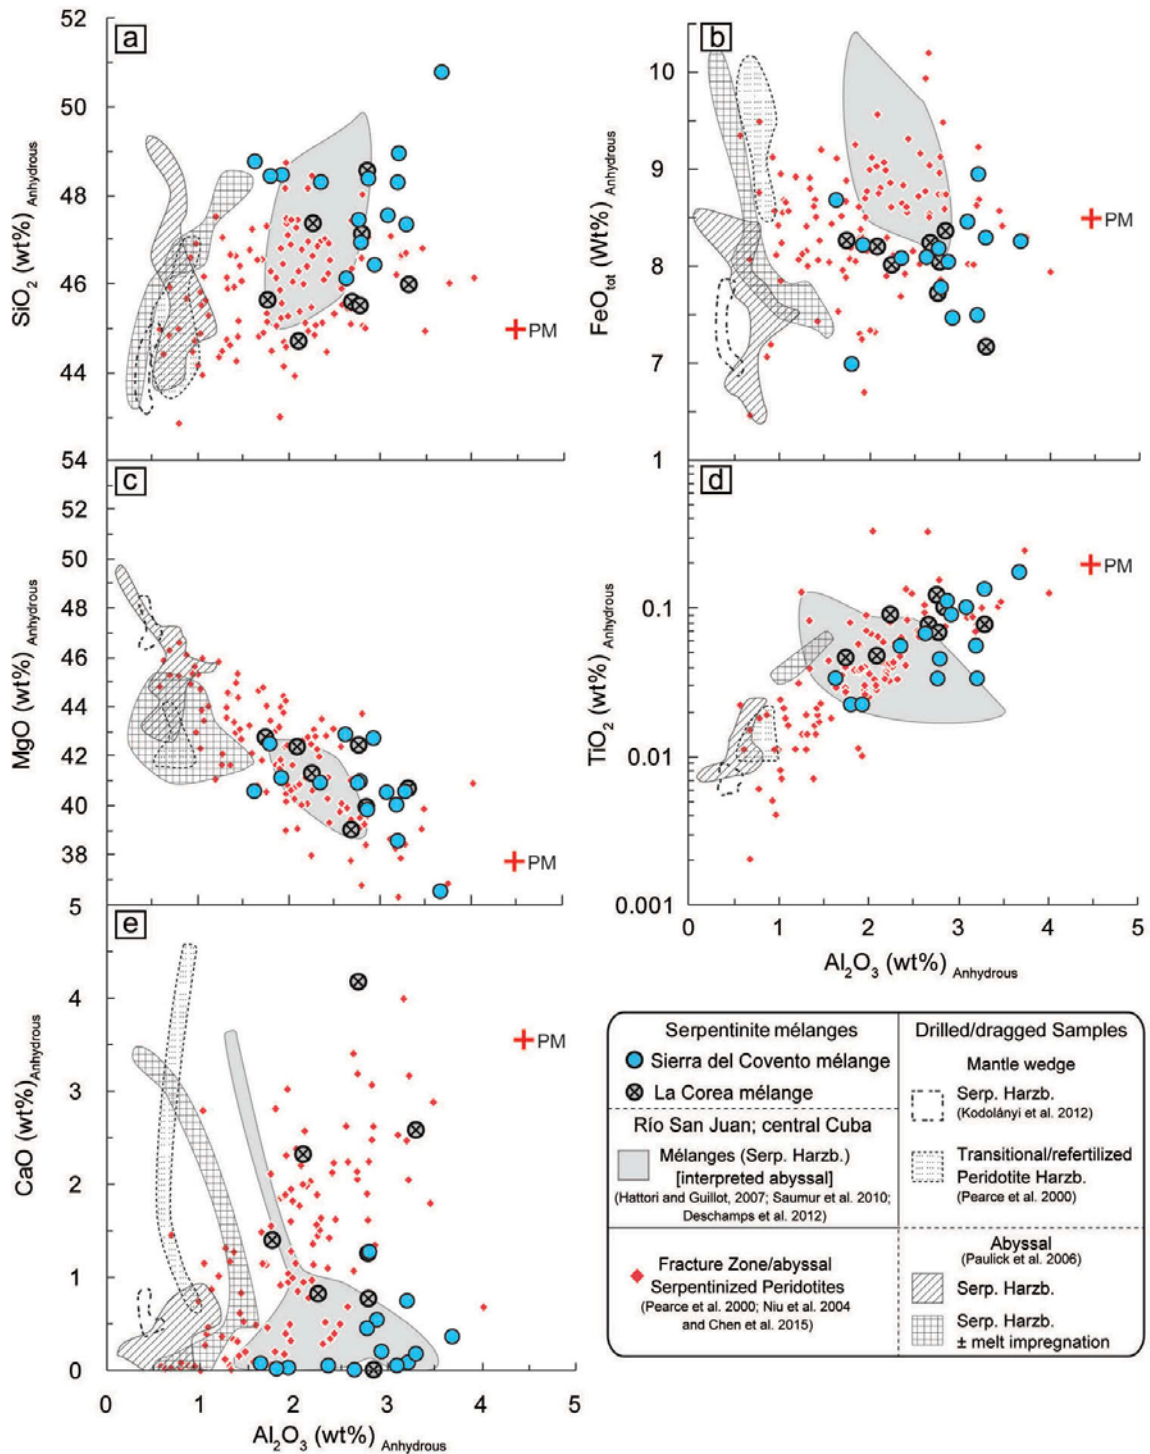 a
52
50
48
46
44
54
SiO2 (wt%) Anhydrous
PM
b
10
9
8
7
1
FeOtot (Wt%) Anhydrous
PM
c
52
50
48
46
44
42
40
38
5
MgO (wt%) Anhydrous
PM
d
0.1
0.01
0.001
TiO2 (wt%) Anhydrous
PM
0 1 2 3 4 5
Al2O3 (wt%) Anhydrous
e
4
3
2
1
0
CaO (wt%)Anhydrous
PM
0 1 2 3 4 5
Al2O3 (wt%) Anhydrous
Serpentinite mélanges
Sierra del Covento mélange
La Corea mélange
Río San Juan; central Cuba
Mélanges (Serp. Harzb.)
[interpreted abyssal]
(Hattori and Guillot, 2007; Saumur et al. 2010;
Deschamps et al. 2012)
Fracture Zone/abyssal
Serpentinized Peridotites
(Pearce et al. 2000; Niu et al. 2004
and Chen et al. 2015)
Drilled/dragged Samples
Mantle wedge
Serp. Harzb.
(Kodolányi et al. 2012)
Transitional/refertilized
Peridotite Harzb.
(Pearce et al. 2000)
Abyssal
(Paulick et al. 2006)
Serp. Harzb.
Serp. Harzb.
± melt impregnation